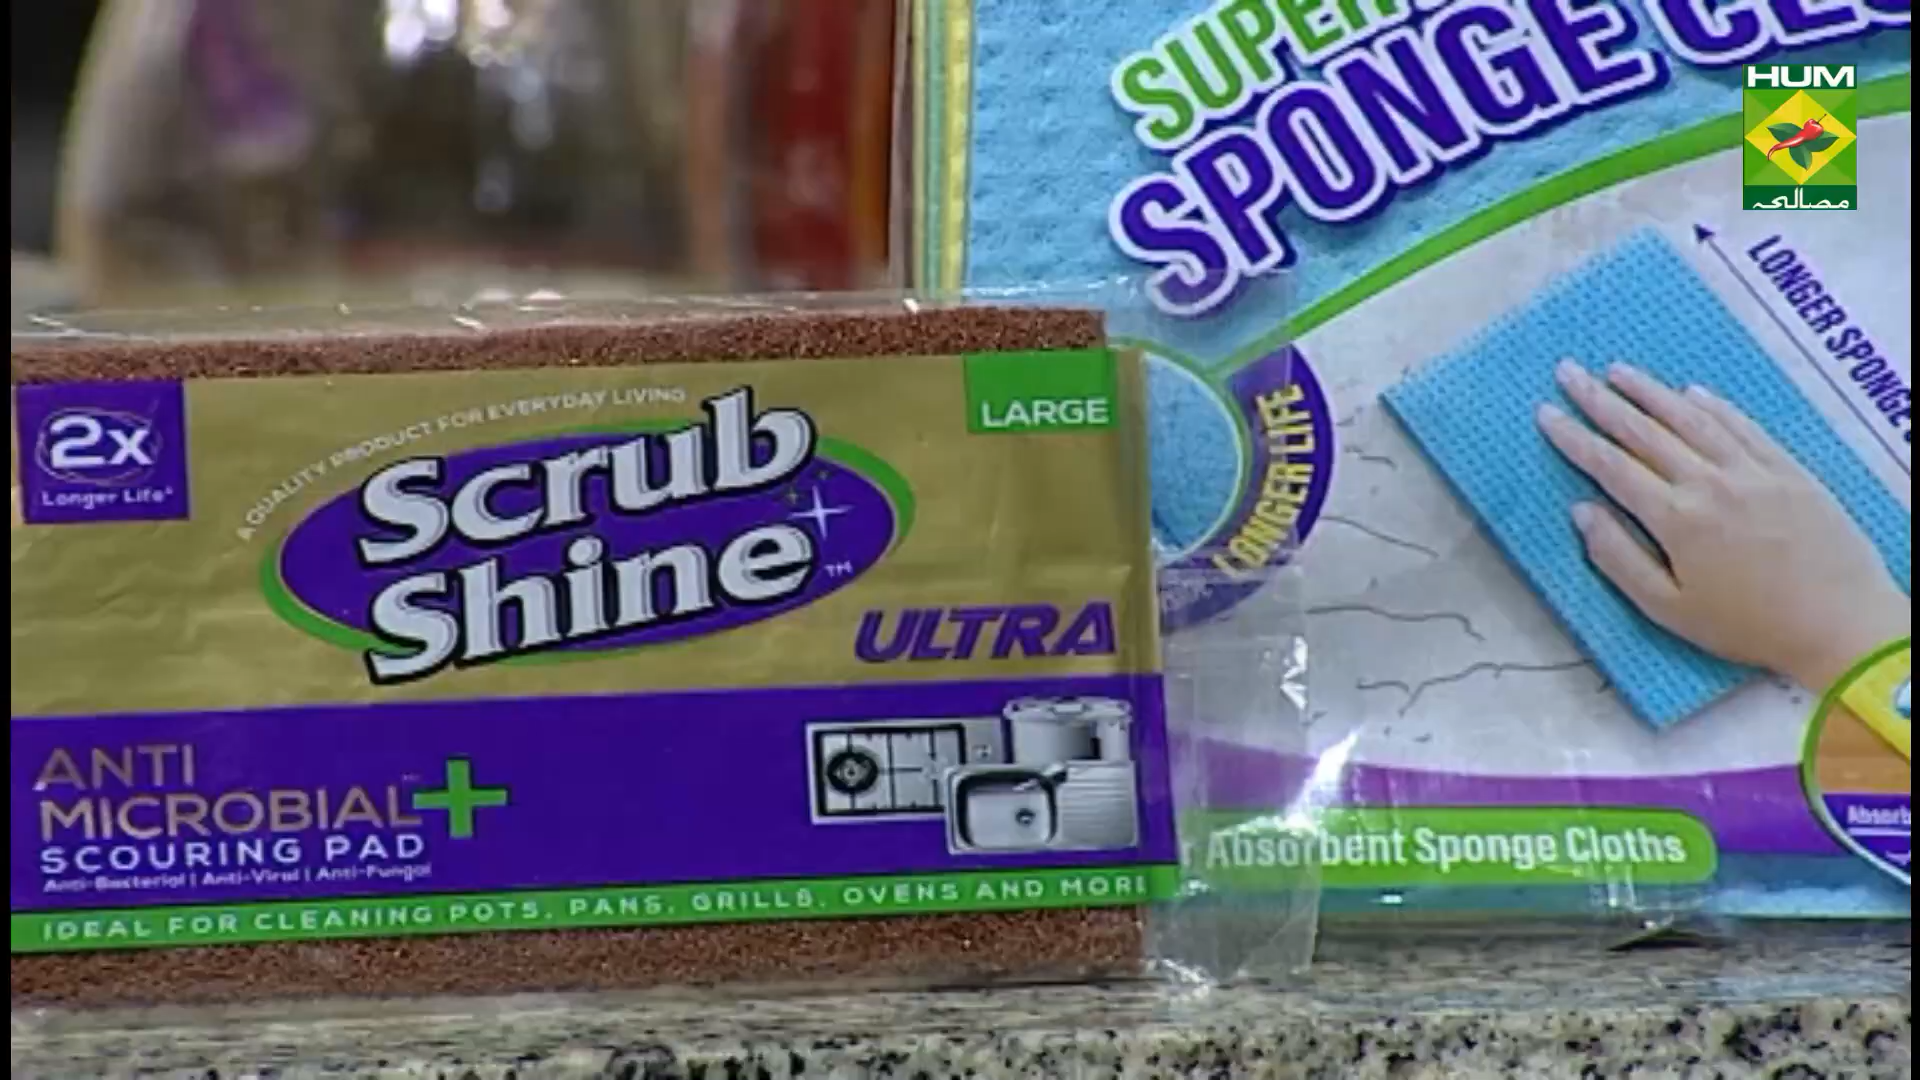 SPONGE
HUM
مصالحہ
LONGER SPONGE
LONGER LIFE
Absorbent Sponge Cloths
2x
Longer Life*
A QUALITY PRODUCT FOR EVERYDAY LIVING
LARGE
Scrub
Shine™
ULTRA
ANTI
MICROBIAL+
SCOURING PAD
Anti-Bacterial | Anti-Viral | Anti-Fungal
IDEAL FOR CLEANING POTS, PANS, GRILLS, OVENS AND MORE